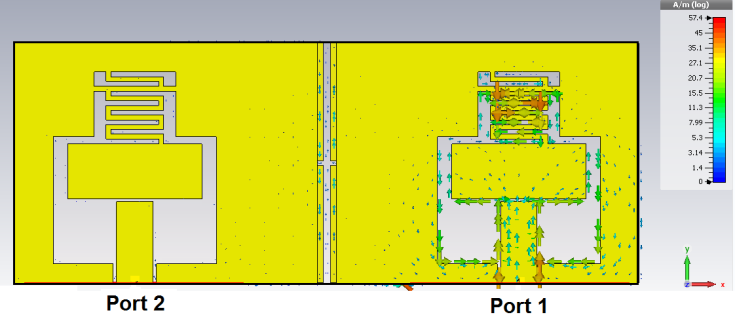 A/m (log)
57.4
45
35.1
27.1
20.7
15.5
11.3
7.99
5.3
3.14
1.4
0
y
z
x
Port 2
Port 1